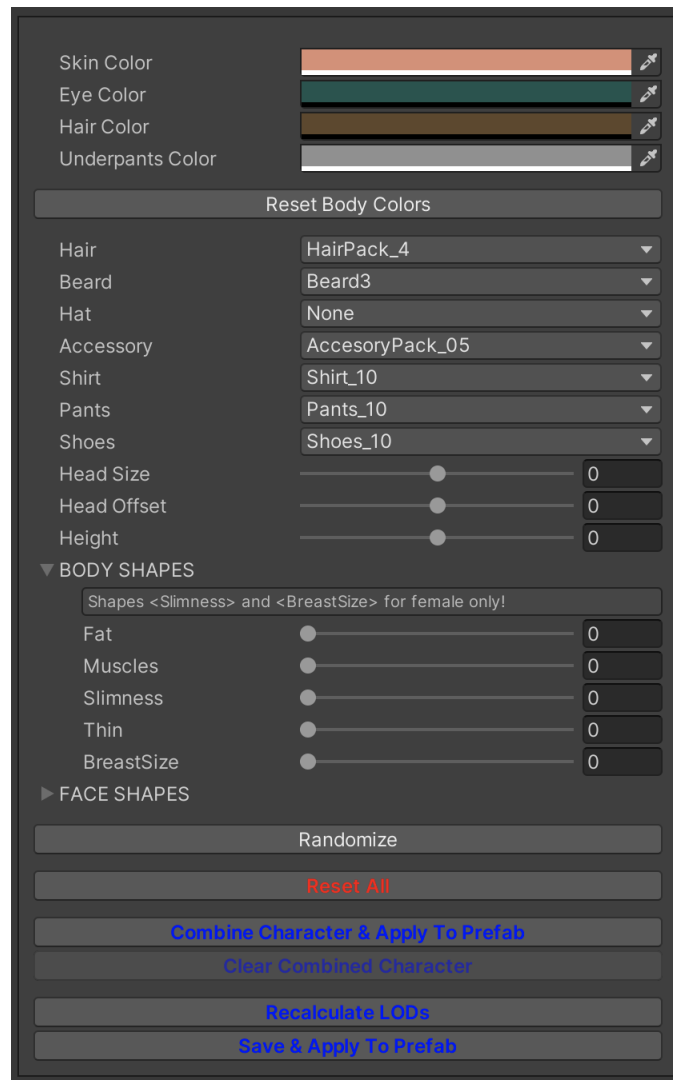 Skin Color
Eye Color
Hair Color
Underpants Color
Reset Body Colors
Hair HairPack_4
Beard Beard3
Hat None
Accessory AccesoryPack_05
Shirt Shirt_10
Pants Pants_10
Shoes Shoes_10
Head Size 0
Head Offset 0
Height 0
BODY SHAPES
Shapes <Slimness> and <BreastSize> for female only!
Fat 0
Muscles 0
Slimness 0
Thin 0
BreastSize 0
FACE SHAPES
Randomize
Reset All
Combine Character & Apply To Prefab
Clear Combined Character
Recalculate LODs
Save & Apply To Prefab